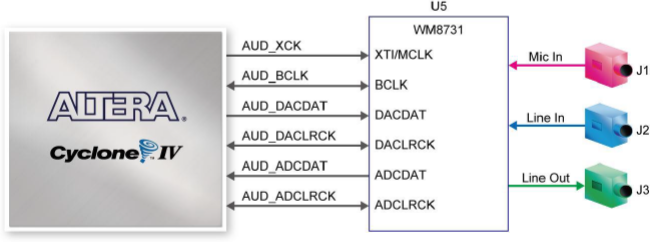 U5
WM8731
ALTERA®
Cyclone™ IV
AUD_XCK
AUD_BCLK
AUD_DACDAT
AUD_DACLRCK
AUD_ADCDAT
AUD_ADCLRCK
XTI/MCLK
BCLK
DACDAT
DACLRCK
ADCDAT
ADCLRCK
Mic In
J1
Line In
J2
Line Out
J3